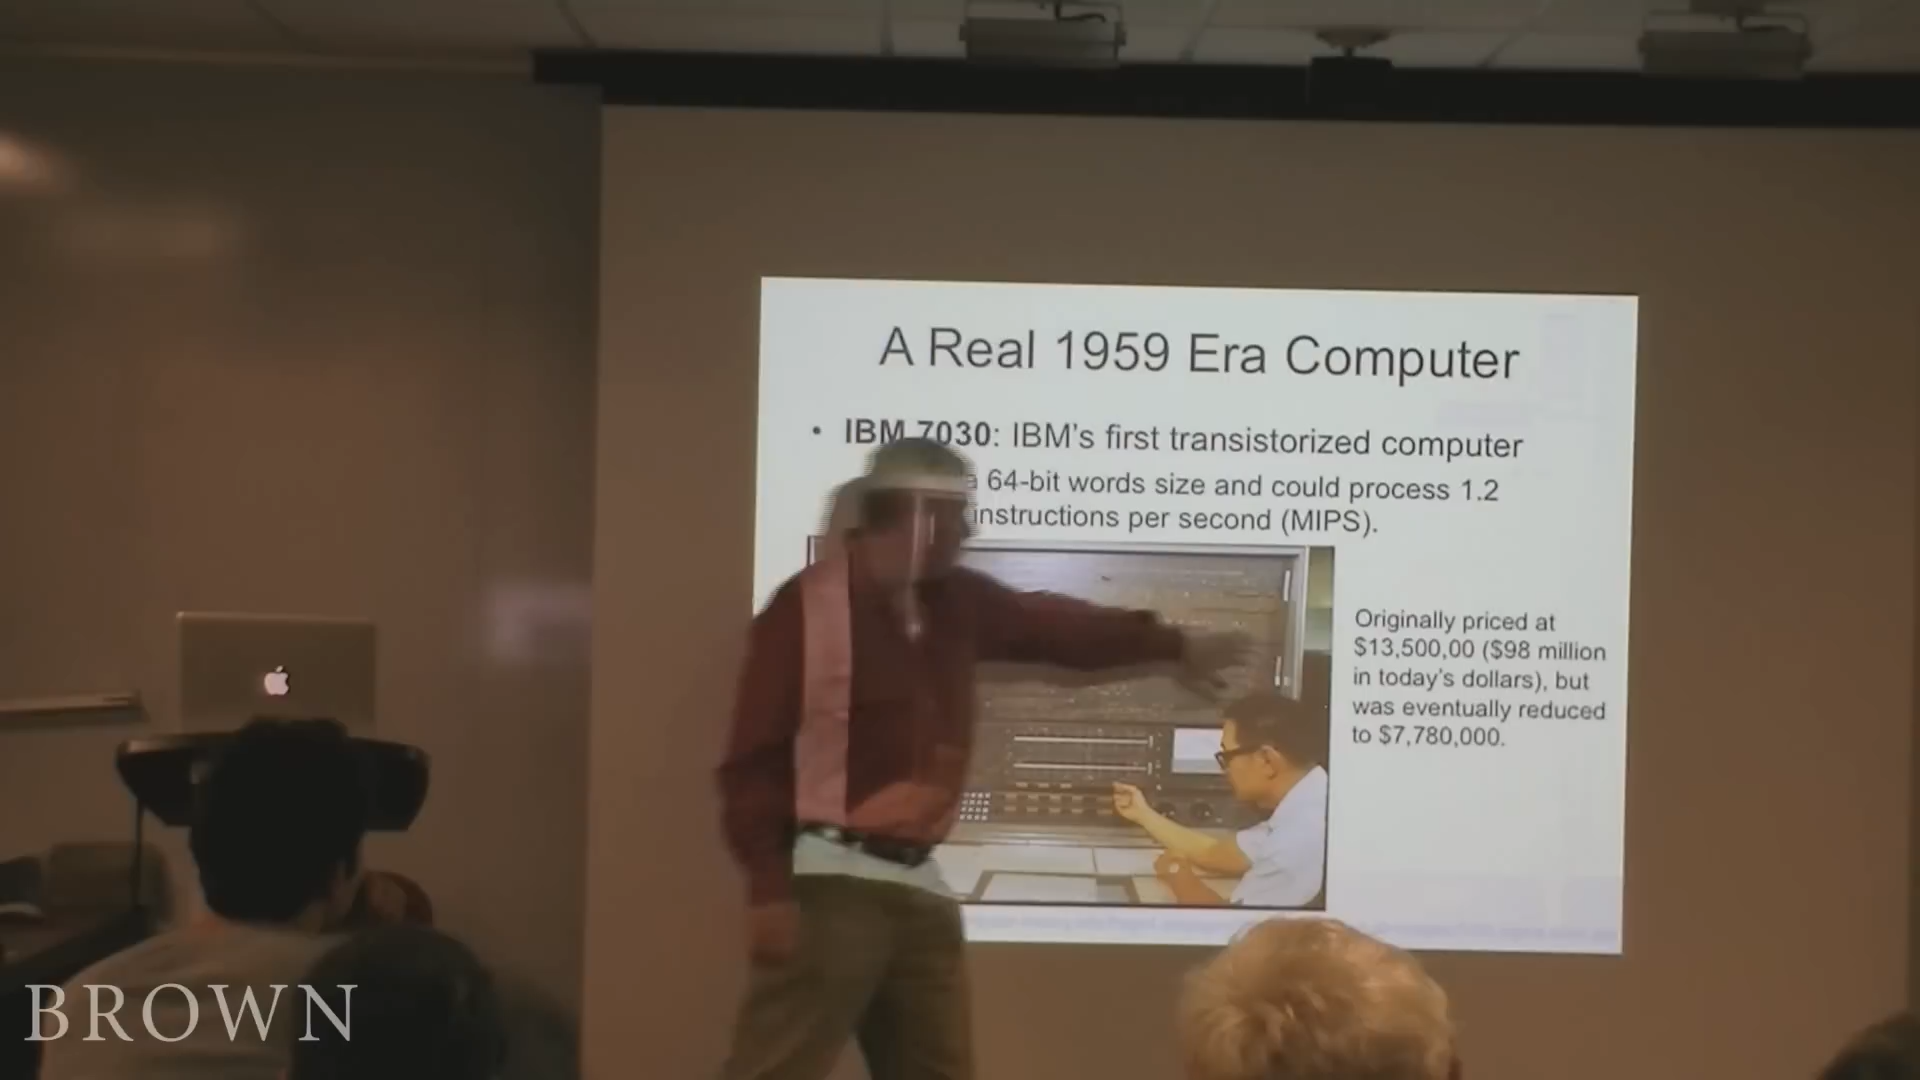 A Real 1959 Era Computer
• IBM 7030: IBM's first transistorized computer
a 64-bit words size and could process 1.2
instructions per second (MIPS).
Originally priced at
$13,500,00 ($98 million
in today's dollars), but
was eventually reduced
to $7,780,000.
BROWN